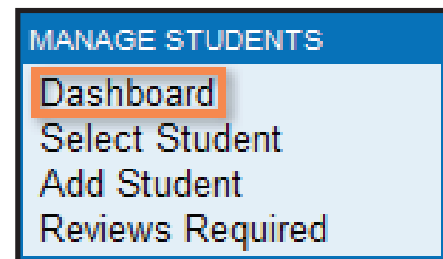 MANAGE STUDENTS
Dashboard
Select Student
Add Student
Reviews Required